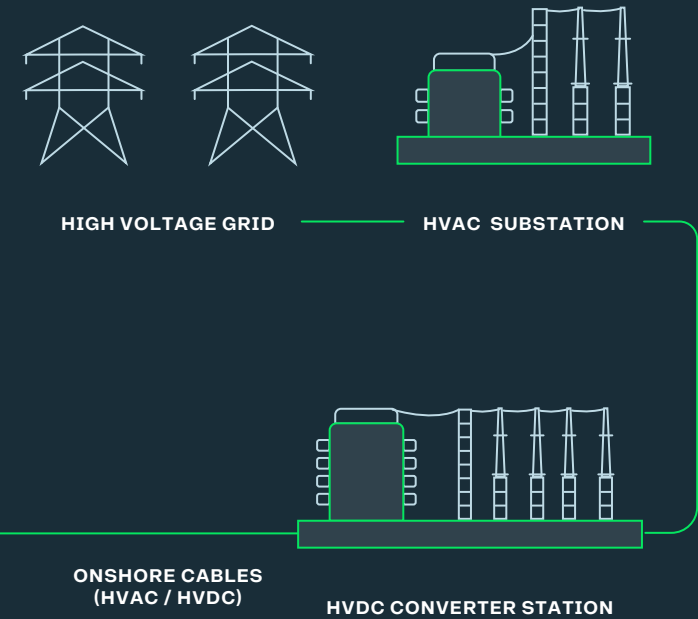 HIGH VOLTAGE GRID
HVAC SUBSTATION
ONSHORE CABLES
(HVAC / HVDC)
HVDC CONVERTER STATION